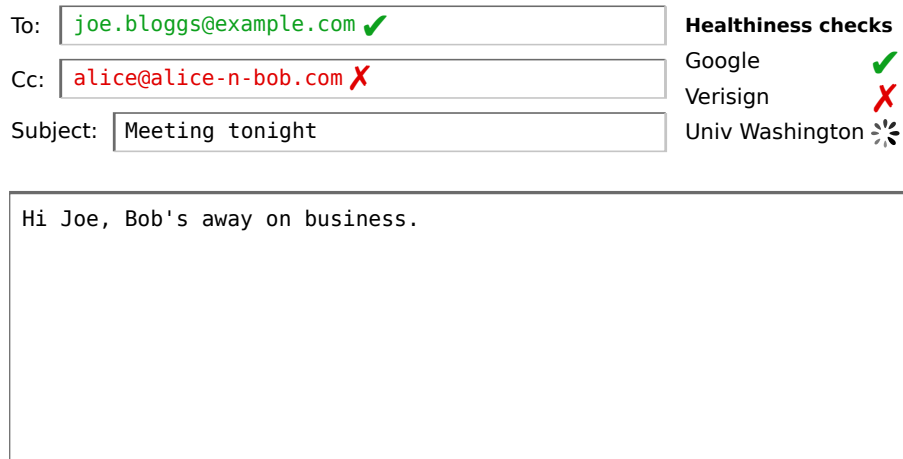 To: joe.bloggs@example.com ✔
Cc: alice@alice-n-bob.com ✗
Subject: Meeting tonight
Healthiness checks
Google ✔
Verisign ✗
Univ Washington
Hi Joe, Bob's away on business.